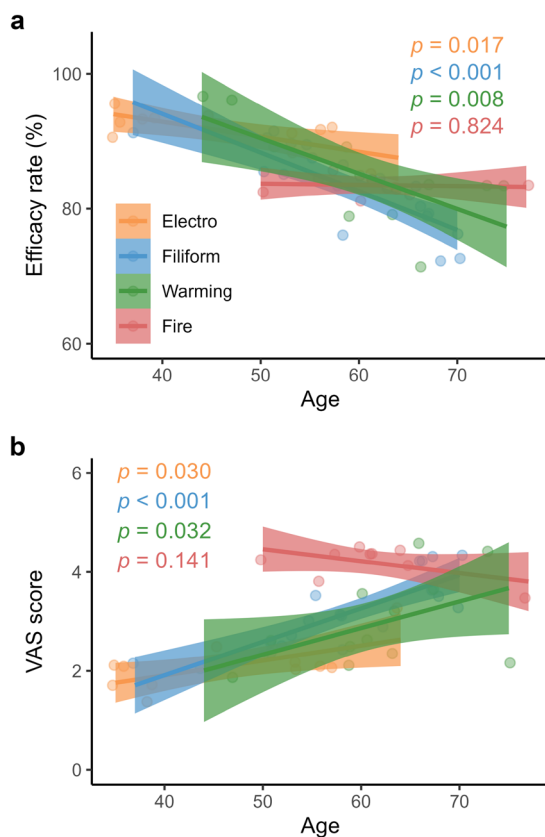 a
p = 0.017
p < 0.001
p = 0.008
p = 0.824
100
80
60
Efficacy rate (%)
Electro
Filiform
Warming
Fire
40 50 60 70
Age
b
p = 0.030
p < 0.001
p = 0.032
p = 0.141
6
4
2
0
VAS score
40 50 60 70
Age